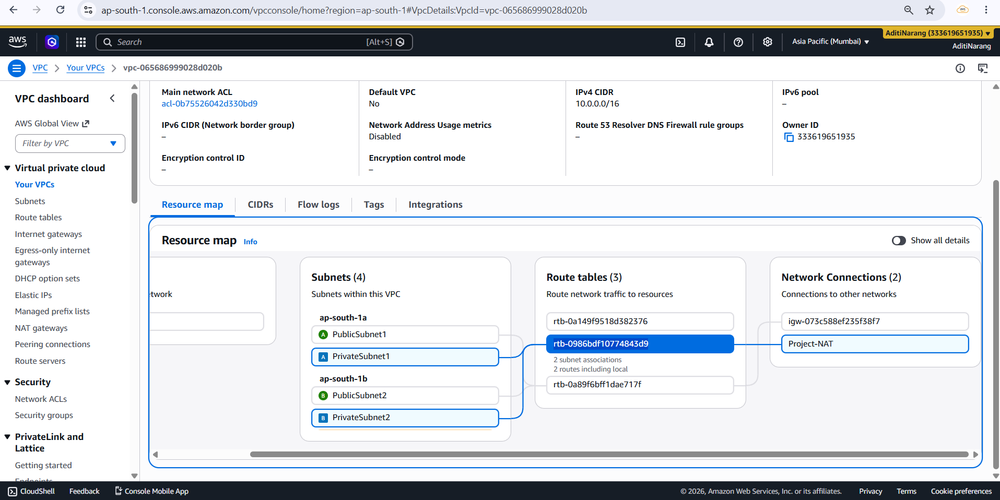 ap-south-1.console.aws.amazon.com/vpcconsole/home?region=ap-south-1#VpcDetails:VpcId=vpc-065686999028d020b
aws
aws
Search
[Alt+S]
Asia Pacific (Mumbai)
AditiNarang (333619651935)
AditiNarang
VPC
Your VPCs
vpc-065686999028d020b
VPC dashboard
AWS Global View
Filter by VPC
Virtual private cloud
Your VPCs
Subnets
Route tables
Internet gateways
Egress-only internet
gateways
DHCP option sets
Elastic IPs
Managed prefix lists
NAT gateways
Peering connections
Route servers
Security
Network ACLs
Security groups
PrivateLink and
Lattice
Getting started
Endpoints
Main network ACL
acl-0b75526042d330bd9
Default VPC
No
IPv4 CIDR
10.0.0.0/16
IPv6 pool
–
IPv6 CIDR (Network border group)
–
Network Address Usage metrics
Disabled
Route 53 Resolver DNS Firewall rule groups
–
Owner ID
333619651935
Encryption control ID
–
Encryption control mode
–
Resource map
CIDRs
Flow logs
Tags
Integrations
Resource map Info
Show all details
twork
Subnets (4)
Subnets within this VPC
ap-south-1a
A PublicSubnet1
A PrivateSubnet1
ap-south-1b
B PublicSubnet2
B PrivateSubnet2
Route tables (3)
Route network traffic to resources
rtb-0a149f9518d382376
rtb-0986bdf10774843d9
2 subnet associations
2 routes including local
rtb-0a89f6bff1dae717f
Network Connections (2)
Connections to other networks
igw-073c588ef235f38f7
Project-NAT
CloudShell
Feedback
Console Mobile App
© 2026, Amazon Web Services, Inc. or its affiliates.
Privacy
Terms
Cookie preferences